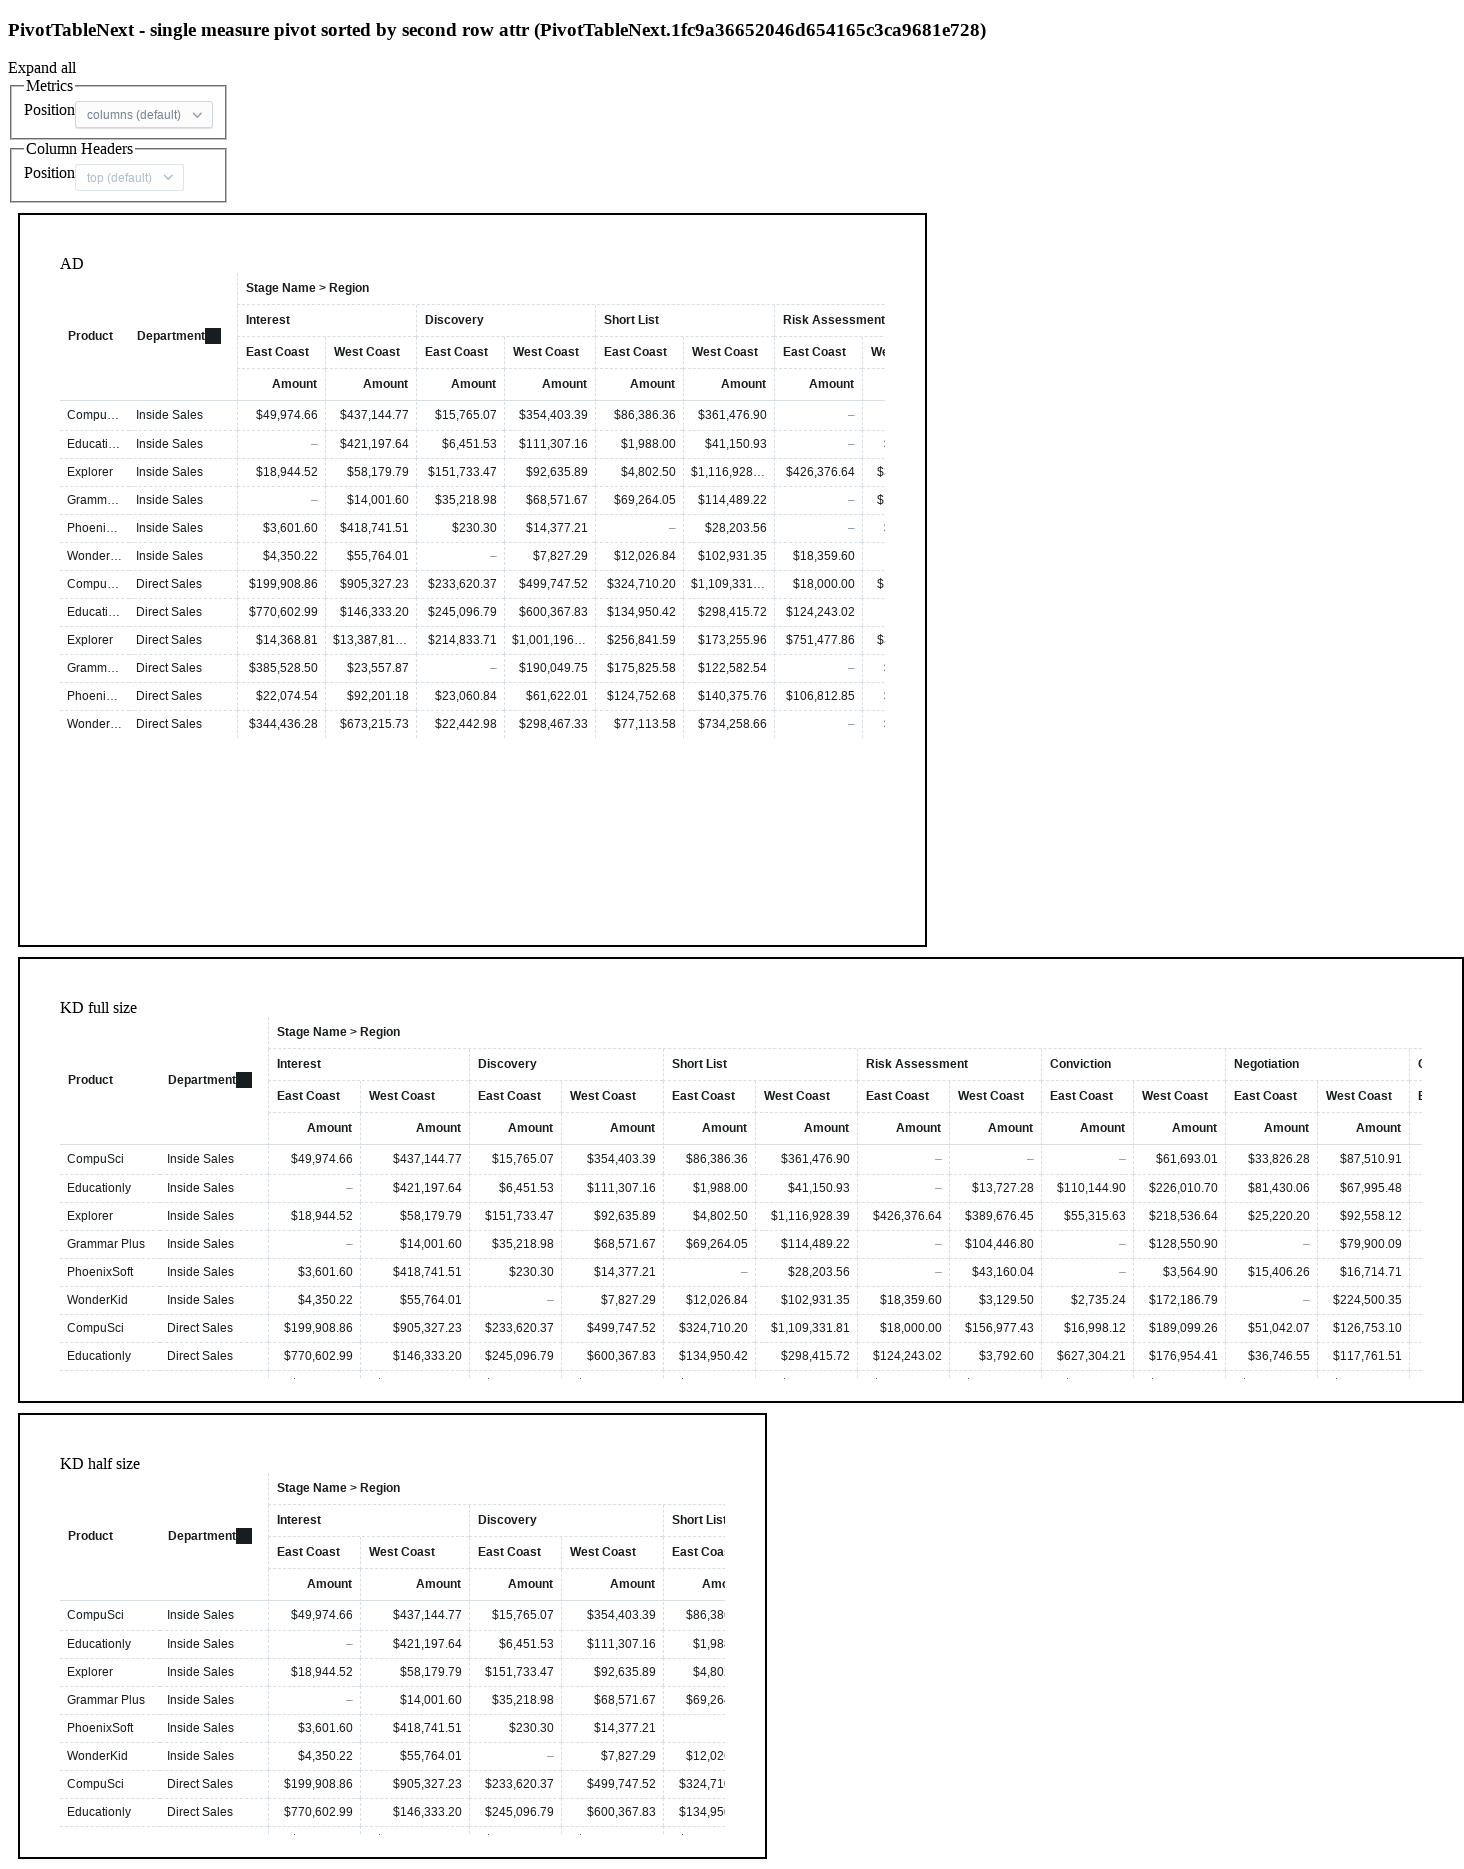 PivotTableNext - single measure pivot sorted by second row attr (PivotTableNext.1fc9a36652046d654165c3ca9681e728)
Expand all
Metrics
Position columns (default)
Column Headers
Position top (default)
AD
Stage Name > Region
Product Department
Interest Discovery Short List Risk Assessment
East Coast West Coast East Coast West Coast East Coast West Coast East Coast We
Amount Amount Amount Amount Amount Amount Amount
Compu… Inside Sales $49,974.66 $437,144.77 $15,765.07 $354,403.39 $86,386.36 $361,476.90 –
Educati… Inside Sales – $421,197.64 $6,451.53 $111,307.16 $1,988.00 $41,150.93 –
Explorer Inside Sales $18,944.52 $58,179.79 $151,733.47 $92,635.89 $4,802.50 $1,116,928… $426,376.64 $
Gramm… Inside Sales – $14,001.60 $35,218.98 $68,571.67 $69,264.05 $114,489.22 – $
Phoeni… Inside Sales $3,601.60 $418,741.51 $230.30 $14,377.21 – $28,203.56 –
Wonder… Inside Sales $4,350.22 $55,764.01 – $7,827.29 $12,026.84 $102,931.35 $18,359.60
Compu… Direct Sales $199,908.86 $905,327.23 $233,620.37 $499,747.52 $324,710.20 $1,109,331… $18,000.00 $
Educati… Direct Sales $770,602.99 $146,333.20 $245,096.79 $600,367.83 $134,950.42 $298,415.72 $124,243.02
Explorer Direct Sales $14,368.81 $13,387,81… $214,833.71 $1,001,196… $256,841.59 $173,255.96 $751,477.86 $
Gramm… Direct Sales $385,528.50 $23,557.87 – $190,049.75 $175,825.58 $122,582.54 –
Phoeni… Direct Sales $22,074.54 $92,201.18 $23,060.84 $61,622.01 $124,752.68 $140,375.76 $106,812.85
Wonder… Direct Sales $344,436.28 $673,215.73 $22,442.98 $298,467.33 $77,113.58 $734,258.66 –
KD full size
Stage Name > Region
Product Department
Interest Discovery Short List Risk Assessment Conviction Negotiation
East Coast West Coast East Coast West Coast East Coast West Coast East Coast West Coast East Coast West Coast East Coast West Coast
Amount Amount Amount Amount Amount Amount Amount Amount Amount Amount Amount Amount
CompuSci Inside Sales $49,974.66 $437,144.77 $15,765.07 $354,403.39 $86,386.36 $361,476.90 – – – $61,693.01 $33,826.28 $87,510.91
Educationly Inside Sales – $421,197.64 $6,451.53 $111,307.16 $1,988.00 $41,150.93 – $13,727.28 $110,144.90 $226,010.70 $81,430.06 $67,995.48
Explorer Inside Sales $18,944.52 $58,179.79 $151,733.47 $92,635.89 $4,802.50 $1,116,928.39 $426,376.64 $389,676.45 $55,315.63 $218,536.64 $25,220.20 $92,558.12
Grammar Plus Inside Sales – $14,001.60 $35,218.98 $68,571.67 $69,264.05 $114,489.22 – $104,446.80 – $128,550.90 – $79,900.09
PhoenixSoft Inside Sales $3,601.60 $418,741.51 $230.30 $14,377.21 – $28,203.56 – $43,160.04 – $3,564.90 $15,406.26 $16,714.71
WonderKid Inside Sales $4,350.22 $55,764.01 – $7,827.29 $12,026.84 $102,931.35 $18,359.60 $3,129.50 $2,735.24 $172,186.79 – $224,500.35
CompuSci Direct Sales $199,908.86 $905,327.23 $233,620.37 $499,747.52 $324,710.20 $1,109,331.81 $18,000.00 $156,977.43 $16,998.12 $189,099.26 $51,042.07 $126,753.10
Educationly Direct Sales $770,602.99 $146,333.20 $245,096.79 $600,367.83 $134,950.42 $298,415.72 $124,243.02 $3,792.60 $627,304.21 $176,954.41 $36,746.55 $117,761.51
KD half size
Stage Name > Region
Product Department
Interest Discovery Short List
East Coast West Coast East Coast West Coast East Coa
Amount Amount Amount Amount Amo
CompuSci Inside Sales $49,974.66 $437,144.77 $15,765.07 $354,403.39 $86,38
Educationly Inside Sales – $421,197.64 $6,451.53 $111,307.16 $1,98
Explorer Inside Sales $18,944.52 $58,179.79 $151,733.47 $92,635.89 $4,80
Grammar Plus Inside Sales – $14,001.60 $35,218.98 $68,571.67 $69,26
PhoenixSoft Inside Sales $3,601.60 $418,741.51 $230.30 $14,377.21
WonderKid Inside Sales $4,350.22 $55,764.01 – $7,827.29 $12,02
CompuSci Direct Sales $199,908.86 $905,327.23 $233,620.37 $499,747.52 $324,71
Educationly Direct Sales $770,602.99 $146,333.20 $245,096.79 $600,367.83 $134,95